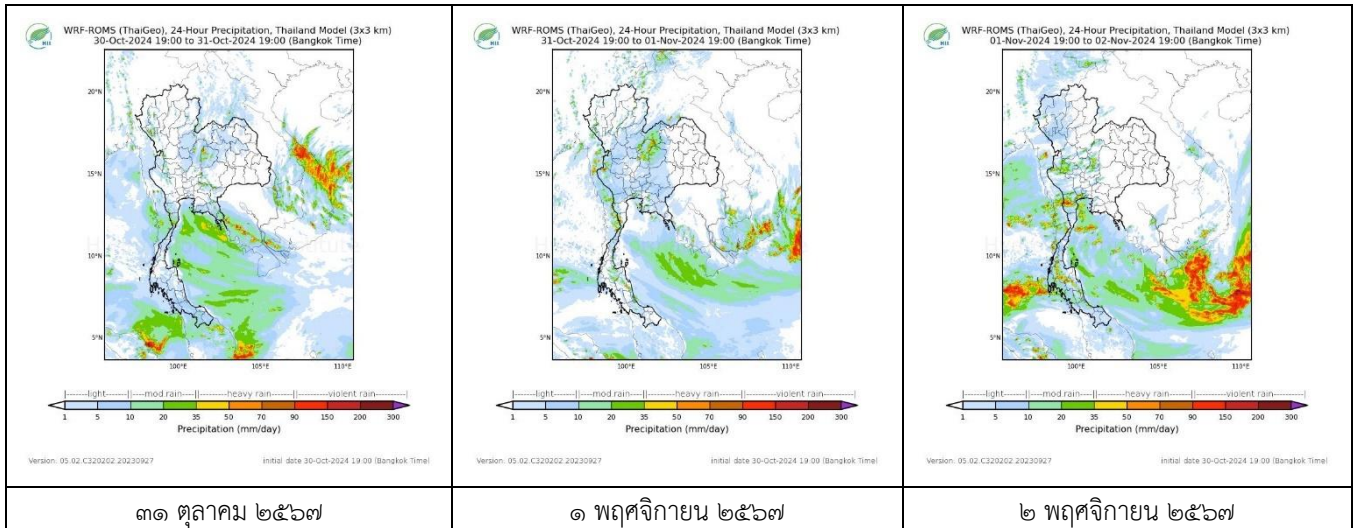 WRF-ROMS (ThaiGeo), 24-Hour Precipitation, Thailand Model (3x3 km)
30-Oct-2024 19:00 to 31-Oct-2024 19:00 (Bangkok Time)
20°N
15°N
10°N
5°N
100°E 105°E 110°E
light mod.rain heavy rain violent rain
1 5 10 20 35 50 70 90 150 200 300
Precipitation (mm/day)
Version: 05.02.C320202.20230927 initial date 30-Oct-2024 19:00 (Bangkok Time)
๓๑ ตุลาคม ๒๕๖๗
WRF-ROMS (ThaiGeo), 24-Hour Precipitation, Thailand Model (3x3 km)
31-Oct-2024 19:00 to 01-Nov-2024 19:00 (Bangkok Time)
20°N
15°N
10°N
5°N
100°E 105°E 110°E
light mod.rain heavy rain violent rain
1 5 10 20 35 50 70 90 150 200 300
Precipitation (mm/day)
Version: 05.02.C320202.20230927 initial date 30-Oct-2024 19:00 (Bangkok Time)
๑ พฤศจิกายน ๒๕๖๗
WRF-ROMS (ThaiGeo), 24-Hour Precipitation, Thailand Model (3x3 km)
01-Nov-2024 19:00 to 02-Nov-2024 19:00 (Bangkok Time)
20°N
15°N
10°N
5°N
100°E 105°E 110°E
light mod.rain heavy rain violent rain
1 5 10 20 35 50 70 90 150 200 300
Precipitation (mm/day)
Version: 05.02.C320202.20230927 initial date 30-Oct-2024 19:00 (Bangkok Time)
๒ พฤศจิกายน ๒๕๖๗